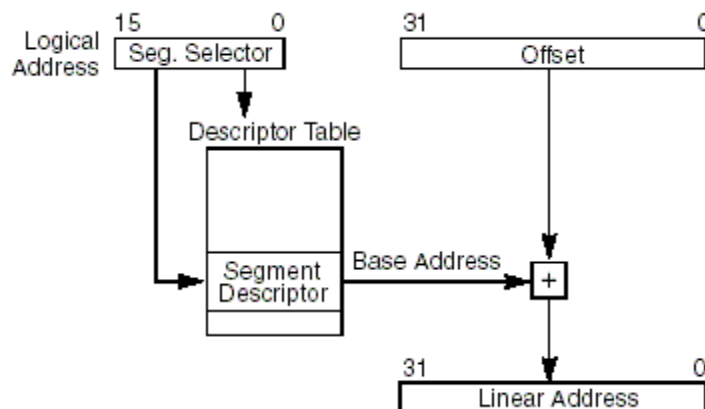 15 0
31 0
Logical
Address
Seg. Selector
Offset
Descriptor Table
Base Address
Segment
Descriptor
+
31 0
Linear Address